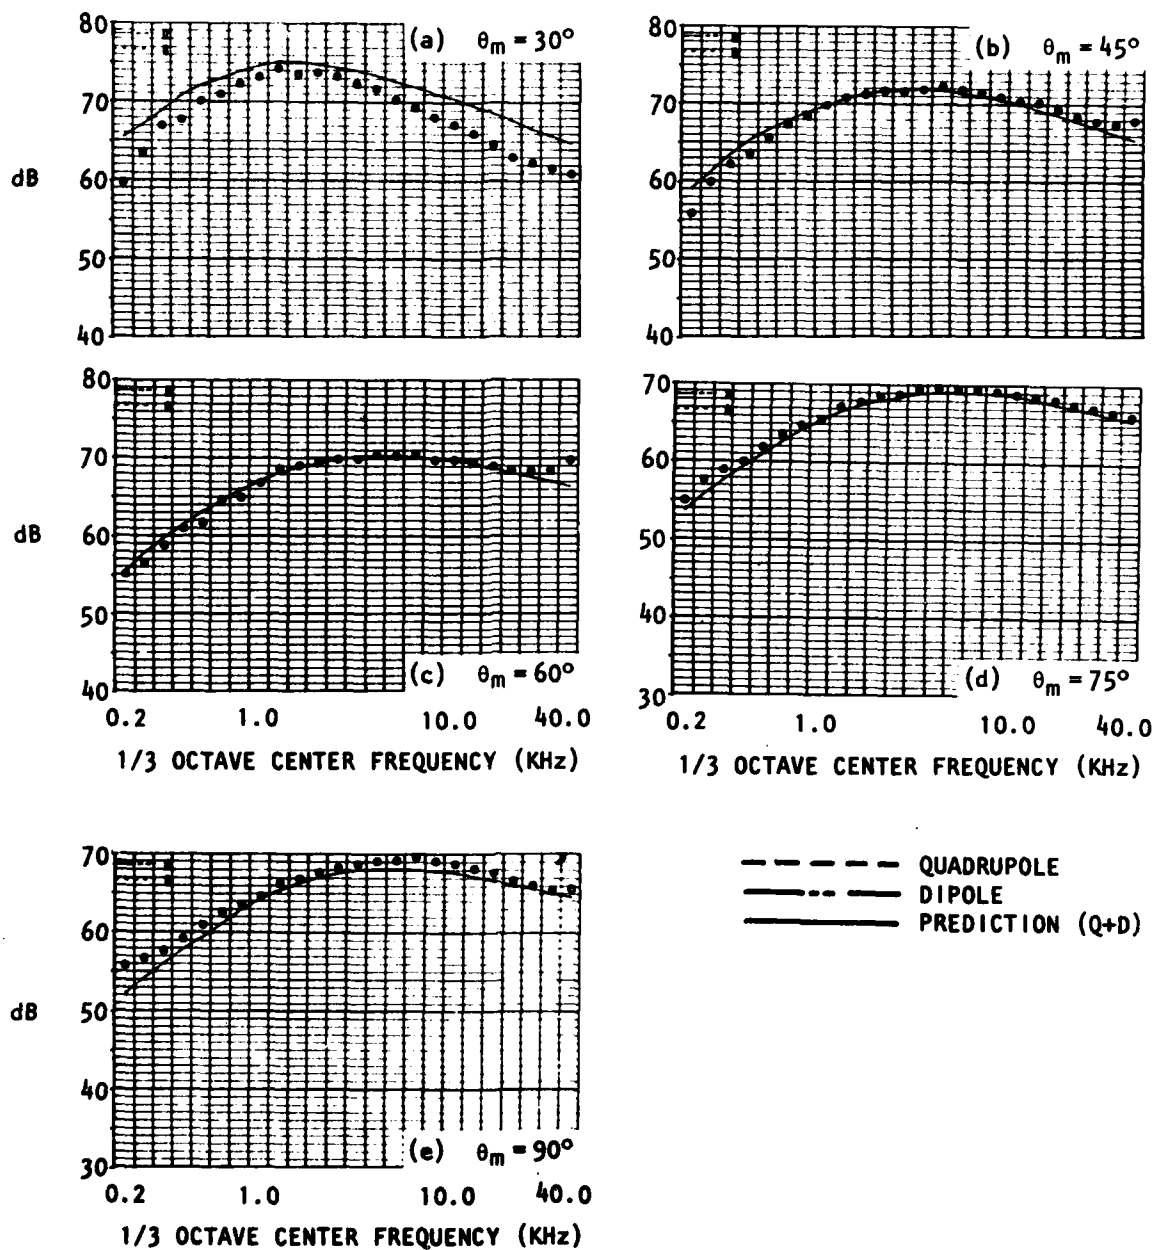 (a) θm = 30°
80
70
dB
60
50
40
(b) θm = 45°
80
70
60
50
40
80
70
dB
60
50
40
(c) θm = 60°
0.2 1.0 10.0 40.0
1/3 OCTAVE CENTER FREQUENCY (KHz)
70
60
50
40
30
(d) θm = 75°
0.2 1.0 10.0 40.0
1/3 OCTAVE CENTER FREQUENCY (KHz)
70
60
dB
50
40
30
(e) θm = 90°
0.2 1.0 10.0 40.0
1/3 OCTAVE CENTER FREQUENCY (KHz)
QUADRUPOLE
DIPOLE
PREDICTION (Q+D)